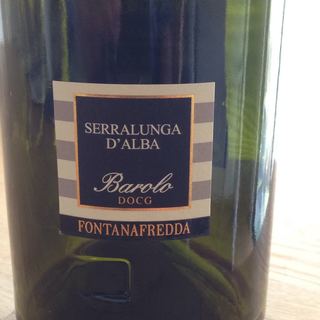 SERRALUNGA
D'ALBA
Barolo
DOCG
FONTANAFREDDA